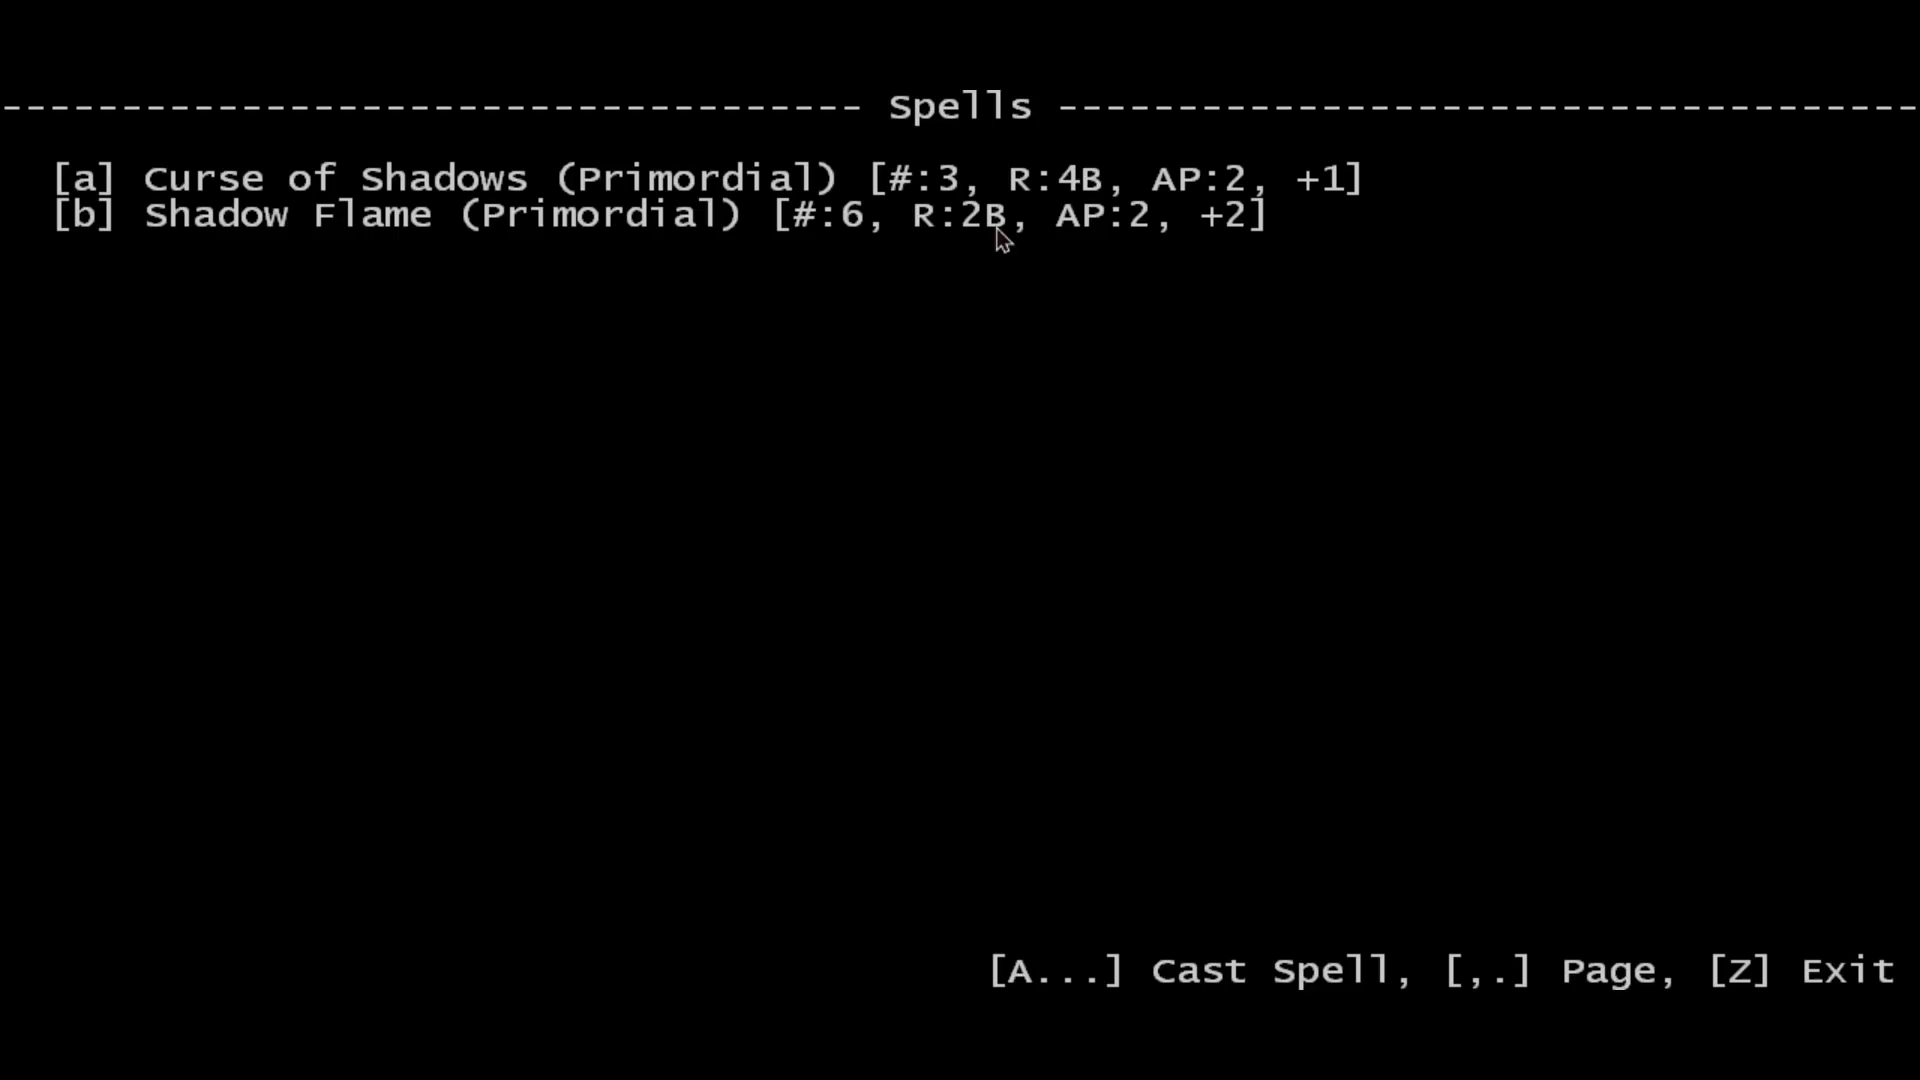 ------------------------------------ Spells ------------------------------------
[a] Curse of Shadows (Primordial) [#:3, R:4B, AP:2, +1]
[b] Shadow Flame (Primordial) [#:6, R:2B, AP:2, +2]
[A...] Cast Spell, [,.] Page, [Z] Exit